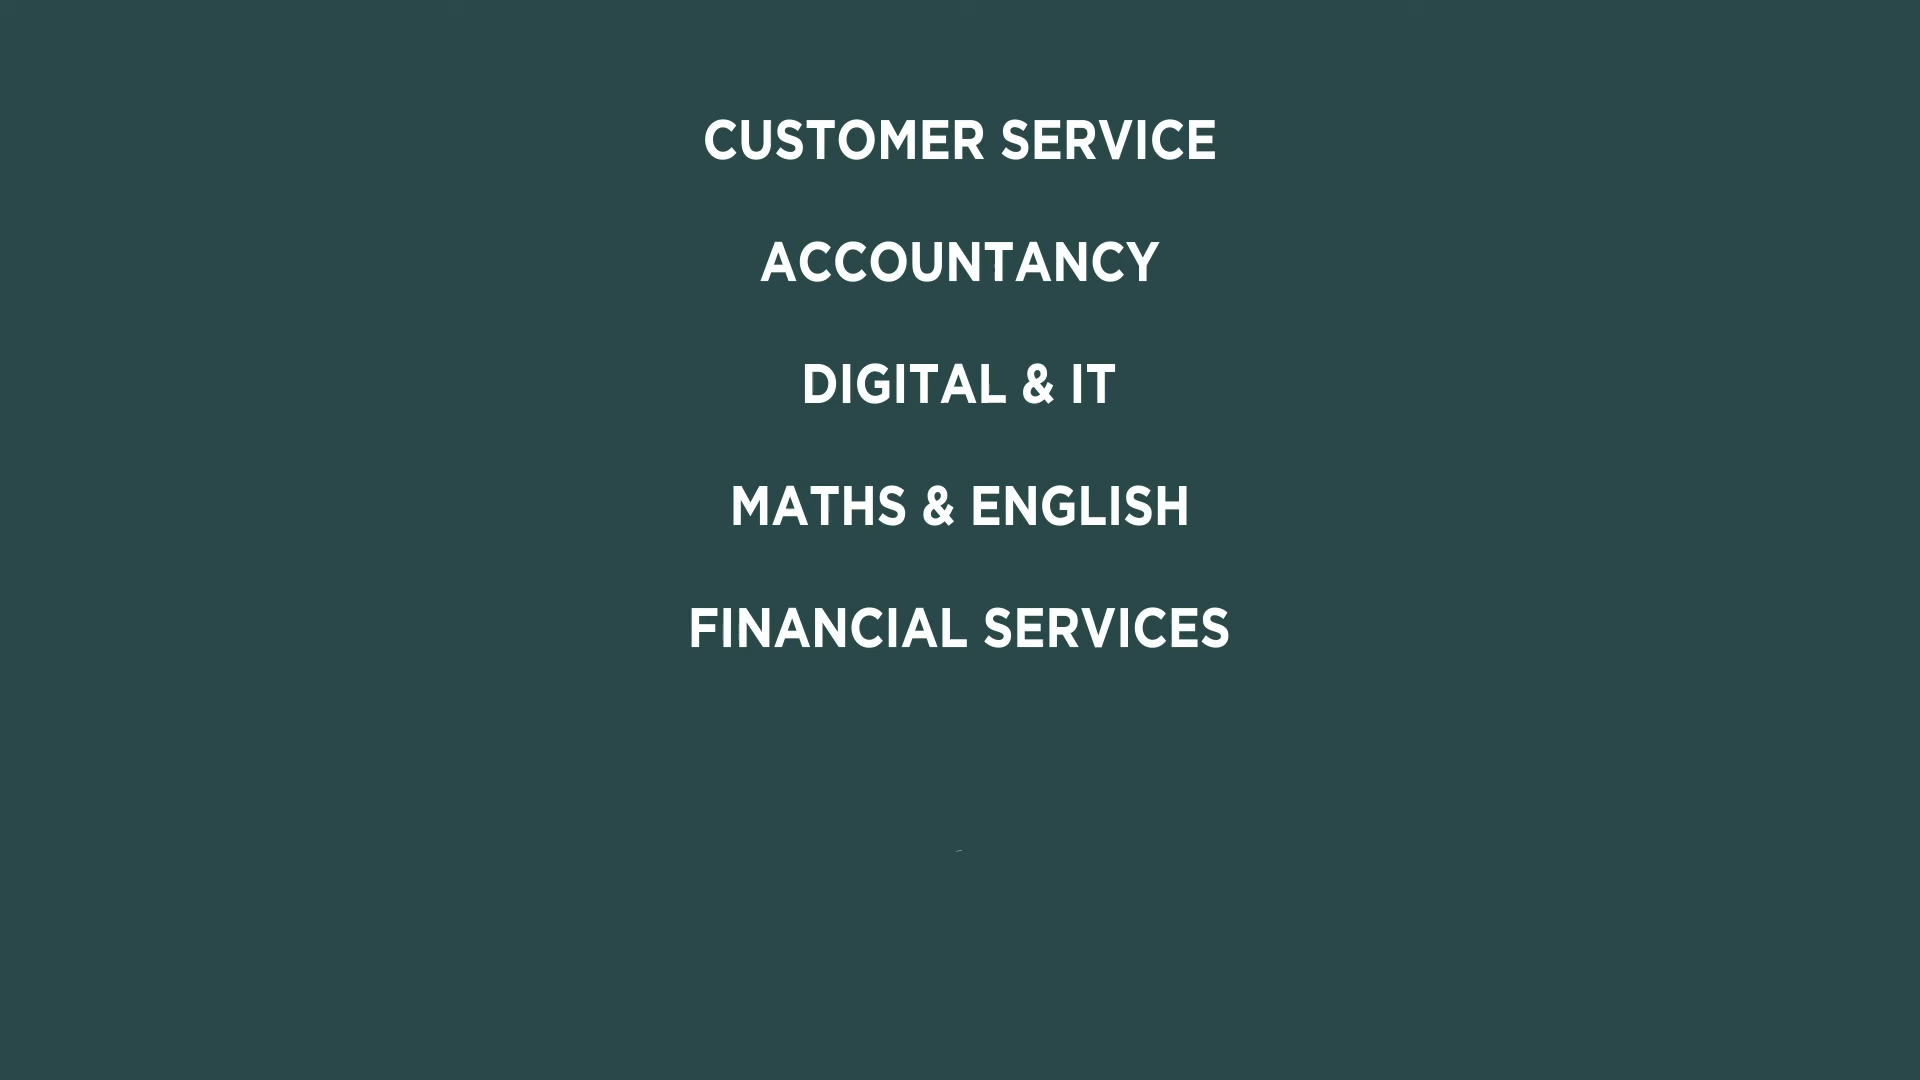 CUSTOMER SERVICE
ACCOUNTANCY
DIGITAL & IT
MATHS & ENGLISH
FINANCIAL SERVICES